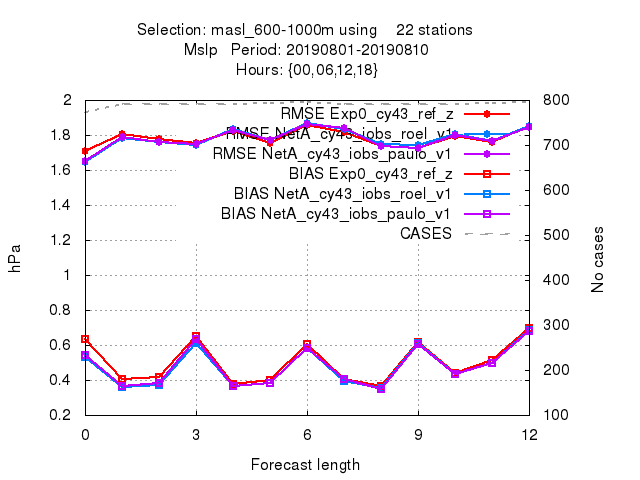 Selection: masl_600-1000m using    22 stations
Mslp   Period: 20190801-20190810
Hours: {00,06,12,18}
2 800
RMSE Exp0_cy43_ref_z
1.8 RMSE NetA_cy43_iobs_roel_v1 700
1.6 RMSE NetA_cy43_iobs_paulo_v1 600
BIAS Exp0_cy43_ref_z
1.4 BIAS NetA_cy43_iobs_roel_v1
BIAS NetA_cy43_iobs_paulo_v1
1.2 CASES 500
hPa
No cases
1 400
0.8 300
0.6 200
0.4
0.2 100
0 3 6 9 12
Forecast length